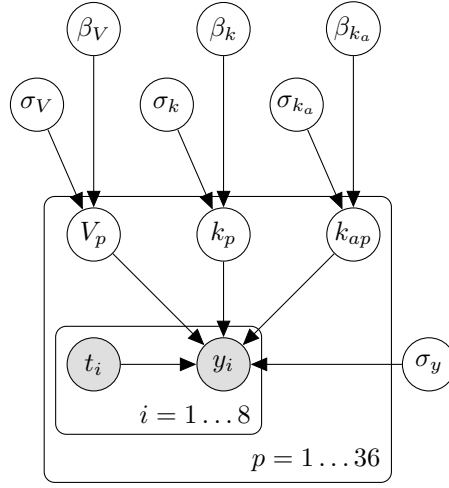 β_V β_k β_{k_a}
σ_V σ_k σ_{k_a}
V_p k_p k_{ap}
t_i y_i σ_y
i = 1 . . . 8
p = 1 . . . 36